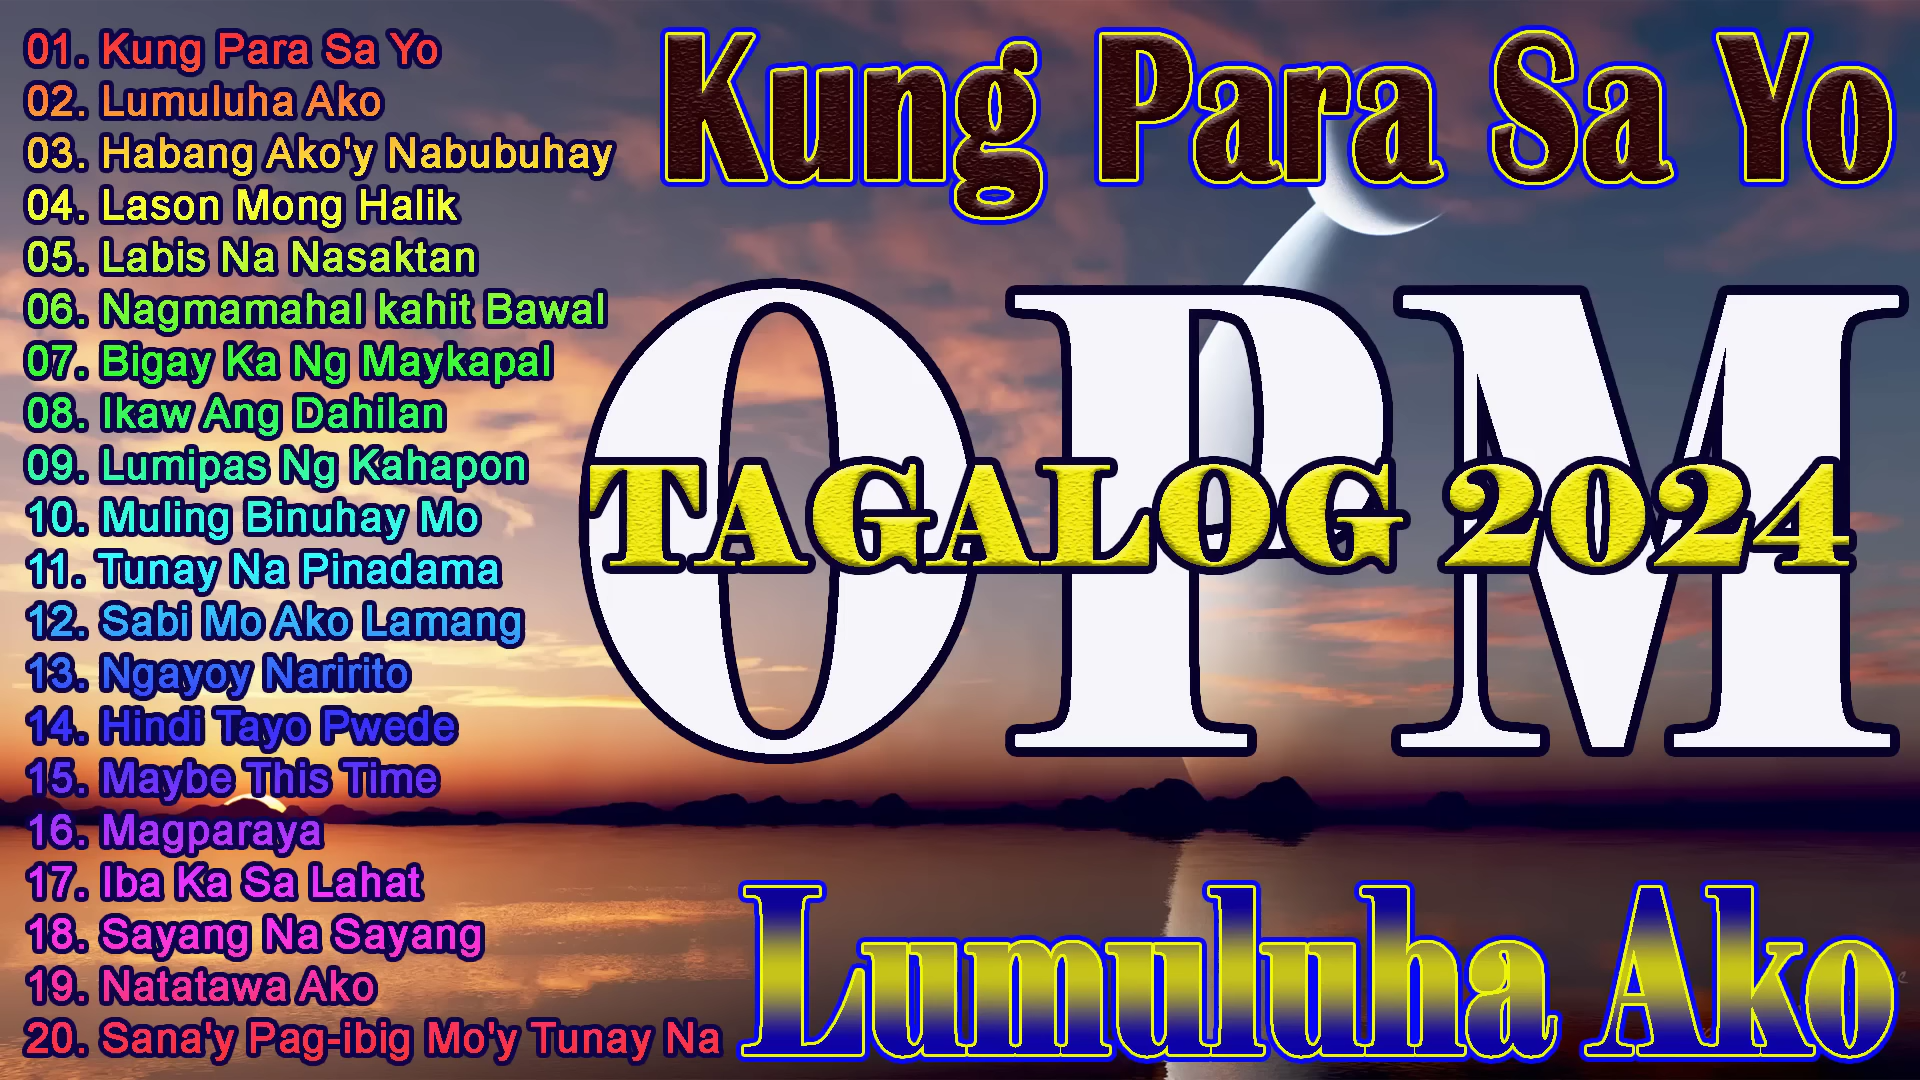 01. Kung Para Sa Yo
02. Lumuluha Ako
03. Habang Ako'y Nabubuhay
04. Lason Mong Halik
05. Labis Na Nasaktan
06. Nagmamahal kahit Bawal
07. Bigay Ka Ng Maykapal
08. Ikaw Ang Dahilan
09. Lumipas Ng Kahapon
10. Muling Binuhay Mo
11. Tunay Na Pinadama
12. Sabi Mo Ako Lamang
13. Ngayoy Naririto
14. Hindi Tayo Pwede
15. Maybe This Time
16. Magparaya
17. Iba Ka Sa Lahat
18. Sayang Na Sayang
19. Natatawa Ako
20. Sana'y Pag-ibig Mo'y Tunay Na
Kung Para Sa Yo
OPM
TAGALOG 2024
Lumuluha Ako